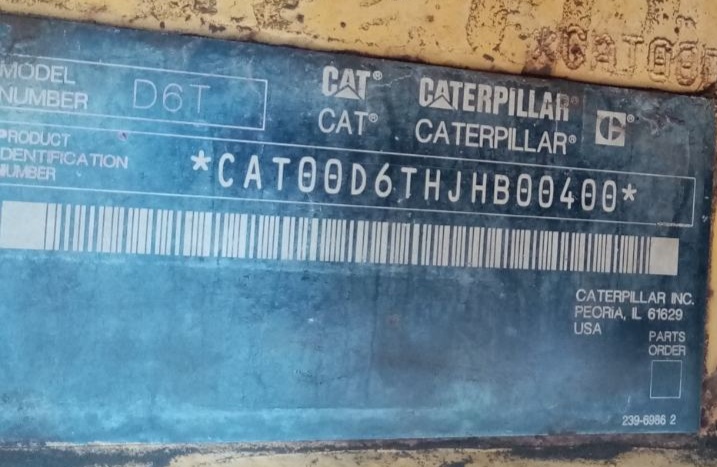 *CAT00
MODEL
NUMBER
D6T
CAT® CATERPILLAR® C
CAT® CATERPILLAR®
PRODUCT
IDENTIFICATION
NUMBER
*CAT00D6THJHB00400*
CATERPILLAR INC.
PEORIA, IL 61629
USA
PARTS
ORDER
239-6986 2